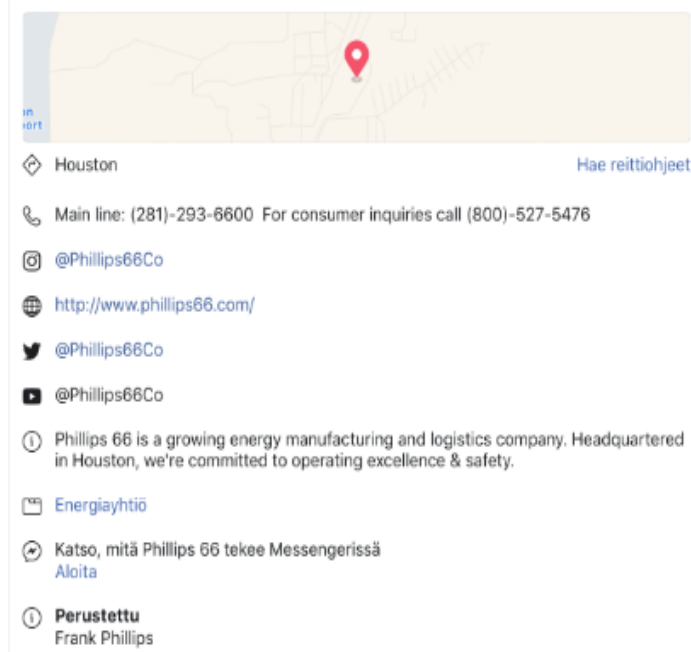 Houston
Hae reittiohjeet
Main line: (281)-293-6600 For consumer inquiries call (800)-527-5476
@Phillips66Co
http://www.phillips66.com/
@Phillips66Co
@Phillips66Co
Phillips 66 is a growing energy manufacturing and logistics company. Headquartered
in Houston, we're committed to operating excellence & safety.
Energiayhtiö
Katso, mitä Phillips 66 tekee Messengerissä
Aloita
Perustettu
Frank Phillips